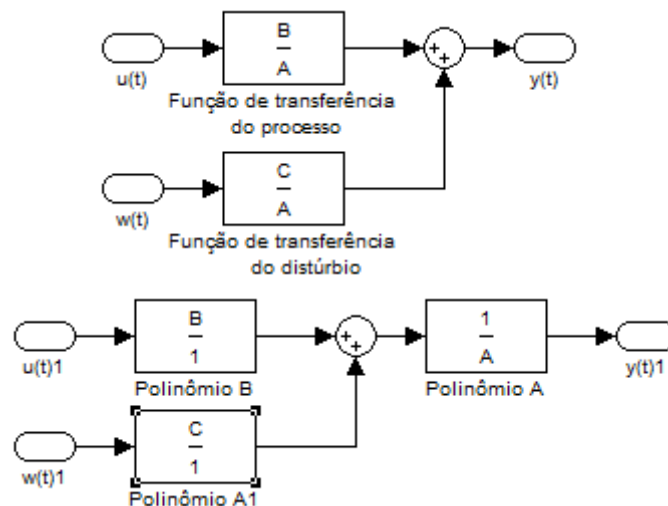 B
A
u(t)
y(t)
Função de transferência
do processo
C
A
w(t)
Função de transferência
do distúrbio
B
1
1
A
u(t)1
Polinômio B
Polinômio A
y(t)1
C
1
w(t)1
Polinômio A1